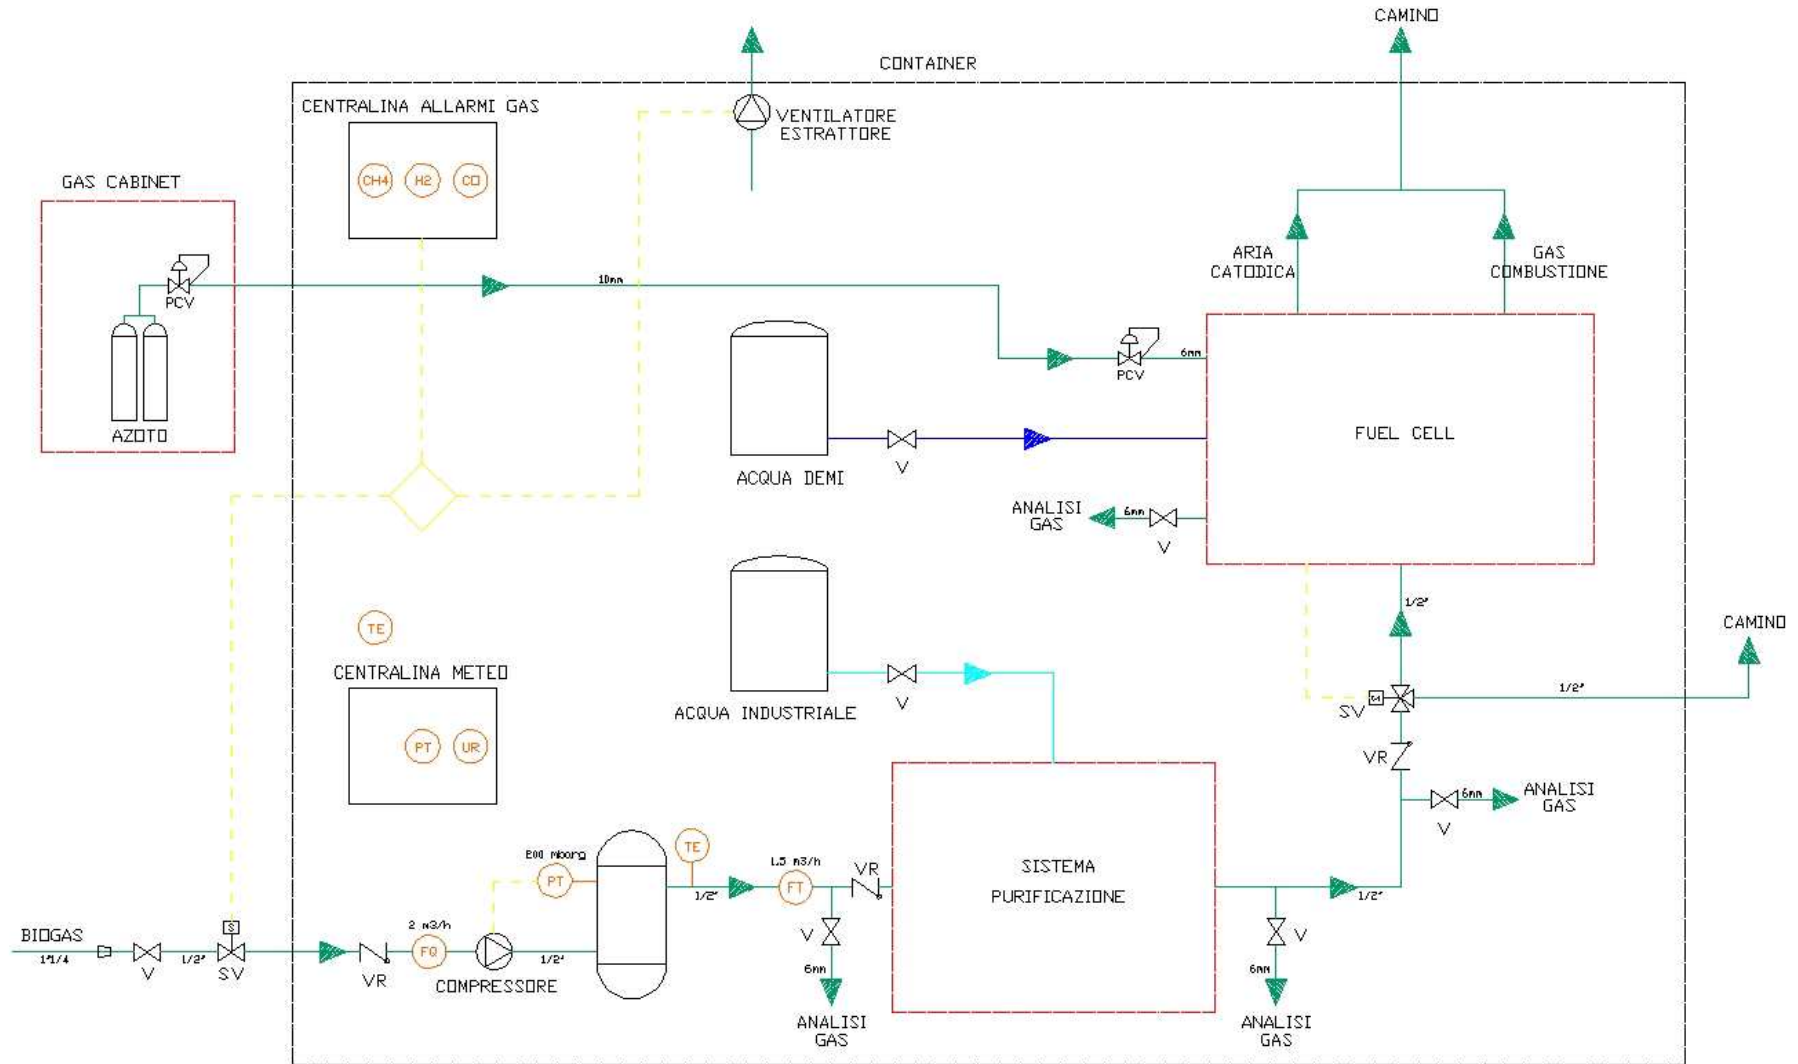 CAMINO
CONTAINER
CENTRALINA ALLARMI GAS
VENTILATORE
ESTRATTORE
CH4
H2
CO
GAS CABINET
PCV
AZOTO
10mm
ARIA
CATODICA
GAS
COMBUSTIONE
PCV
6mm
FUEL CELL
V
ACQUA DEMI
ANALISI
GAS
6mm
V
TE
CENTRALINA METEO
PT
UR
V
ACQUA INDUSTRIALE
1/2"
CAMINO
SV
1/2"
VR
6mm
ANALISI
GAS
V
SISTEMA
PURIFICAZIONE
200 mbarg
PT
TE
1/2"
1.5 m3/h
FT
VR
V
6mm
ANALISI
GAS
V
6mm
ANALISI
GAS
1/2"
BIOGAS
1"1/4
V
1/2"
S
SV
VR
2 m3/h
FQ
COMPRESSORE
1/2"